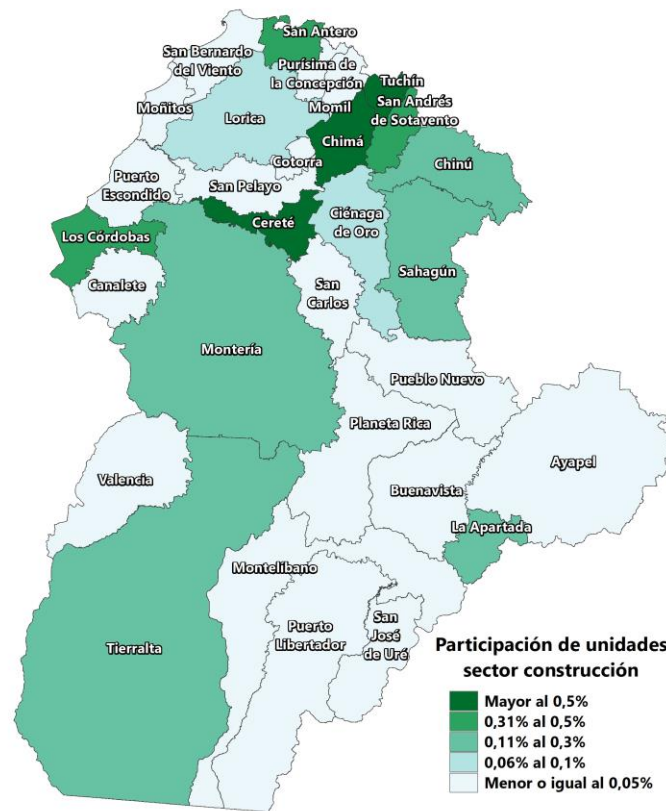 San Antero
San Bernardo
del Viento
Purísima de
la Concepción
Tuchín
Moñitos
Momil
San Andrés
de Sotavento
Lorica
Chimá
Cotorra
Chinú
Puerto
Escondido
San Pelayo
Cereté
Ciénaga
de Oro
Los Córdobas
Sahagún
Canalete
San
Carlos
Montería
Pueblo Nuevo
Planeta Rica
Ayapel
Valencia
Buenavista
La Apartada
Montelíbano
Puerto
Libertador
San
José
de Uré
Tierralta
Participación de unidades
sector construcción
Mayor al 0,5%
0,31% al 0,5%
0,11% al 0,3%
0,06% al 0,1%
Menor o igual al 0,05%